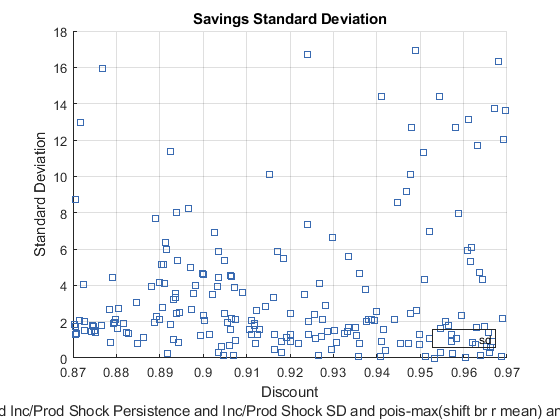 Savings Standard Deviation
18
16
14
12
10
8
6
4
2
0
Standard Deviation
sd
0.87 0.88 0.89 0.9 0.91 0.92 0.93 0.94 0.95 0.96 0.97
Discount
d Inc/Prod Shock Persistence and Inc/Prod Shock SD and pois-max(shift br r mean) a